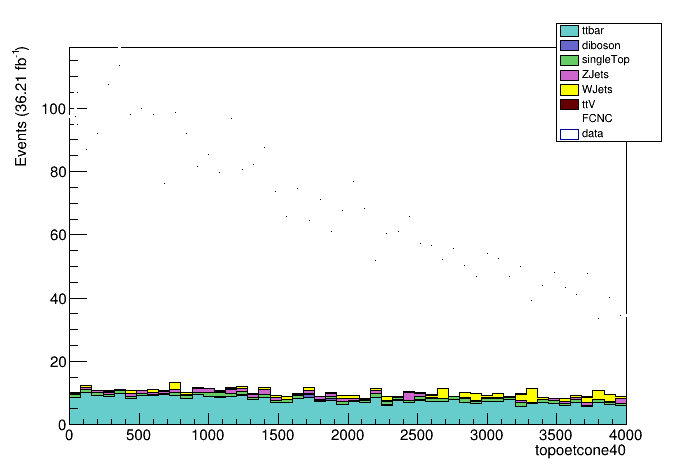 ttbar
diboson
singleTop
ZJets
WJets
ttV
FCNC
data
Events (36.21 fb⁻¹)
100
80
60
40
20
0
0 500 1000 1500 2000 2500 3000 3500 4000
topoetcone40